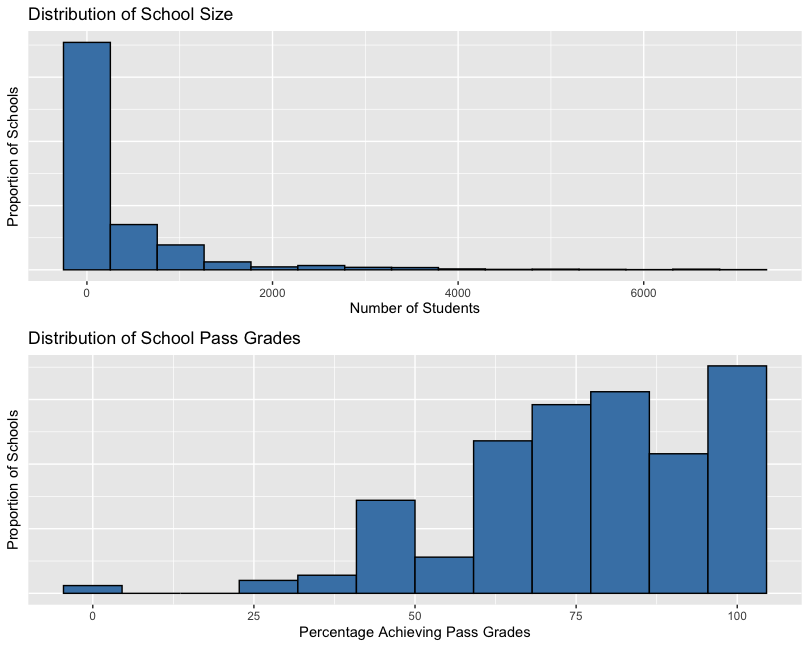 Distribution of School Size
Proportion of Schools
0 2000 4000 6000
Number of Students
Distribution of School Pass Grades
Proportion of Schools
0 25 50 75 100
Percentage Achieving Pass Grades